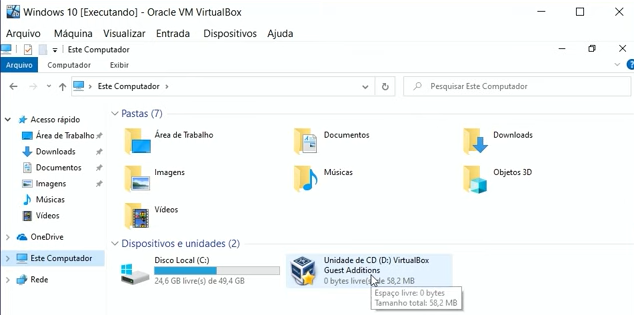 Windows 10 [Executando] - Oracle VM VirtualBox
Arquivo Máquina Visualizar Entrada Dispositivos Ajuda
Este Computador
Arquivo Computador Exibir
Este Computador
Pesquisar Este Computador
Acesso rápido
Área de Trabalho
Downloads
Documentos
Imagens
Músicas
Vídeos
OneDrive
Este Computador
Rede
Pastas (7)
Área de Trabalho
Documentos
Downloads
Imagens
Músicas
Objetos 3D
Vídeos
Dispositivos e unidades (2)
Disco Local (C:)
24,6 GB livre(s) de 49,4 GB
Unidade de CD (D:) VirtualBox
Guest Additions
0 bytes livre(s) de 58,2 MB
Espaço livre: 0 bytes
Tamanho total: 58,2 MB